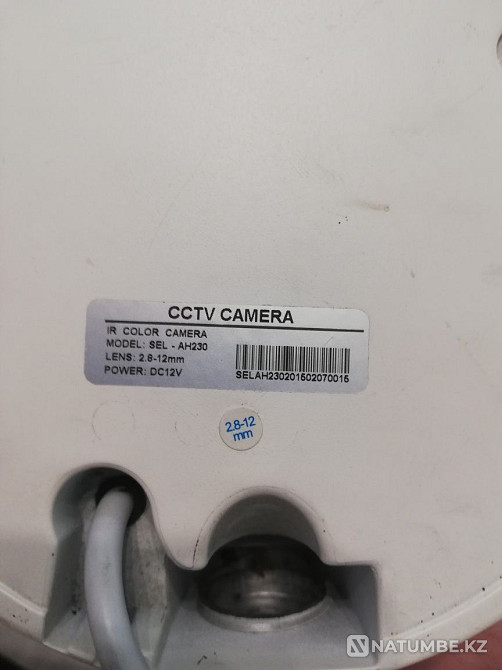 CCTV CAMERA
IR COLOR CAMERA
MODEL: SEL - AH230
LENS: 2.8-12mm
POWER: DC12V
SELAH230201502070015
2.8-12
mm
NATUMBE.KZ